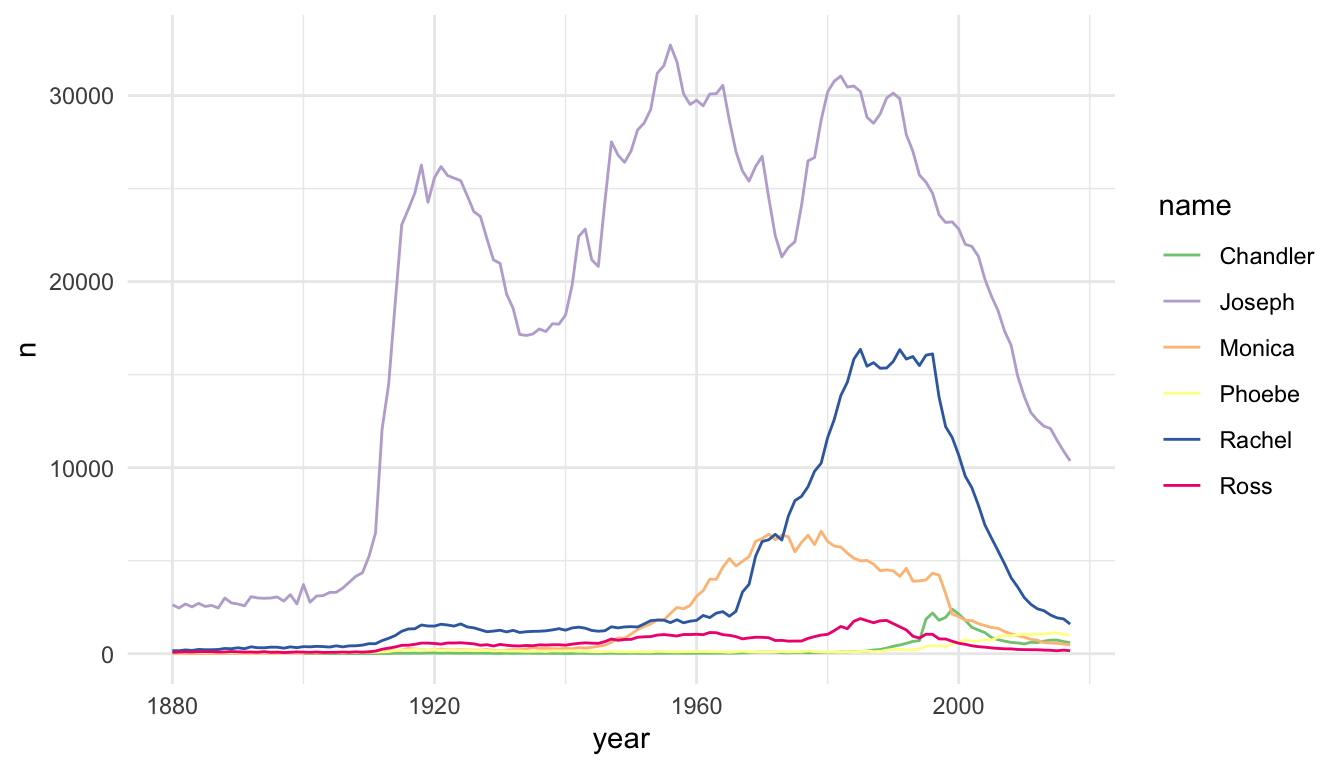 30000
20000
10000
0
n
1880 1920 1960 2000
year
name
Chandler
Joseph
Monica
Phoebe
Rachel
Ross